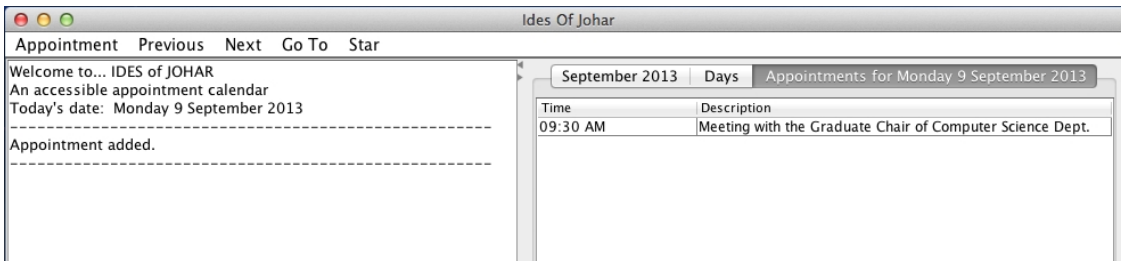 Ides Of Johar
Appointment Previous Next Go To Star
Welcome to... IDES of JOHAR
An accessible appointment calendar
Today's date: Monday 9 September 2013
-----------------------------------------------------
Appointment added.
-----------------------------------------------------
September 2013 Days Appointments for Monday 9 September 2013
Time Description
09:30 AM Meeting with the Graduate Chair of Computer Science Dept.